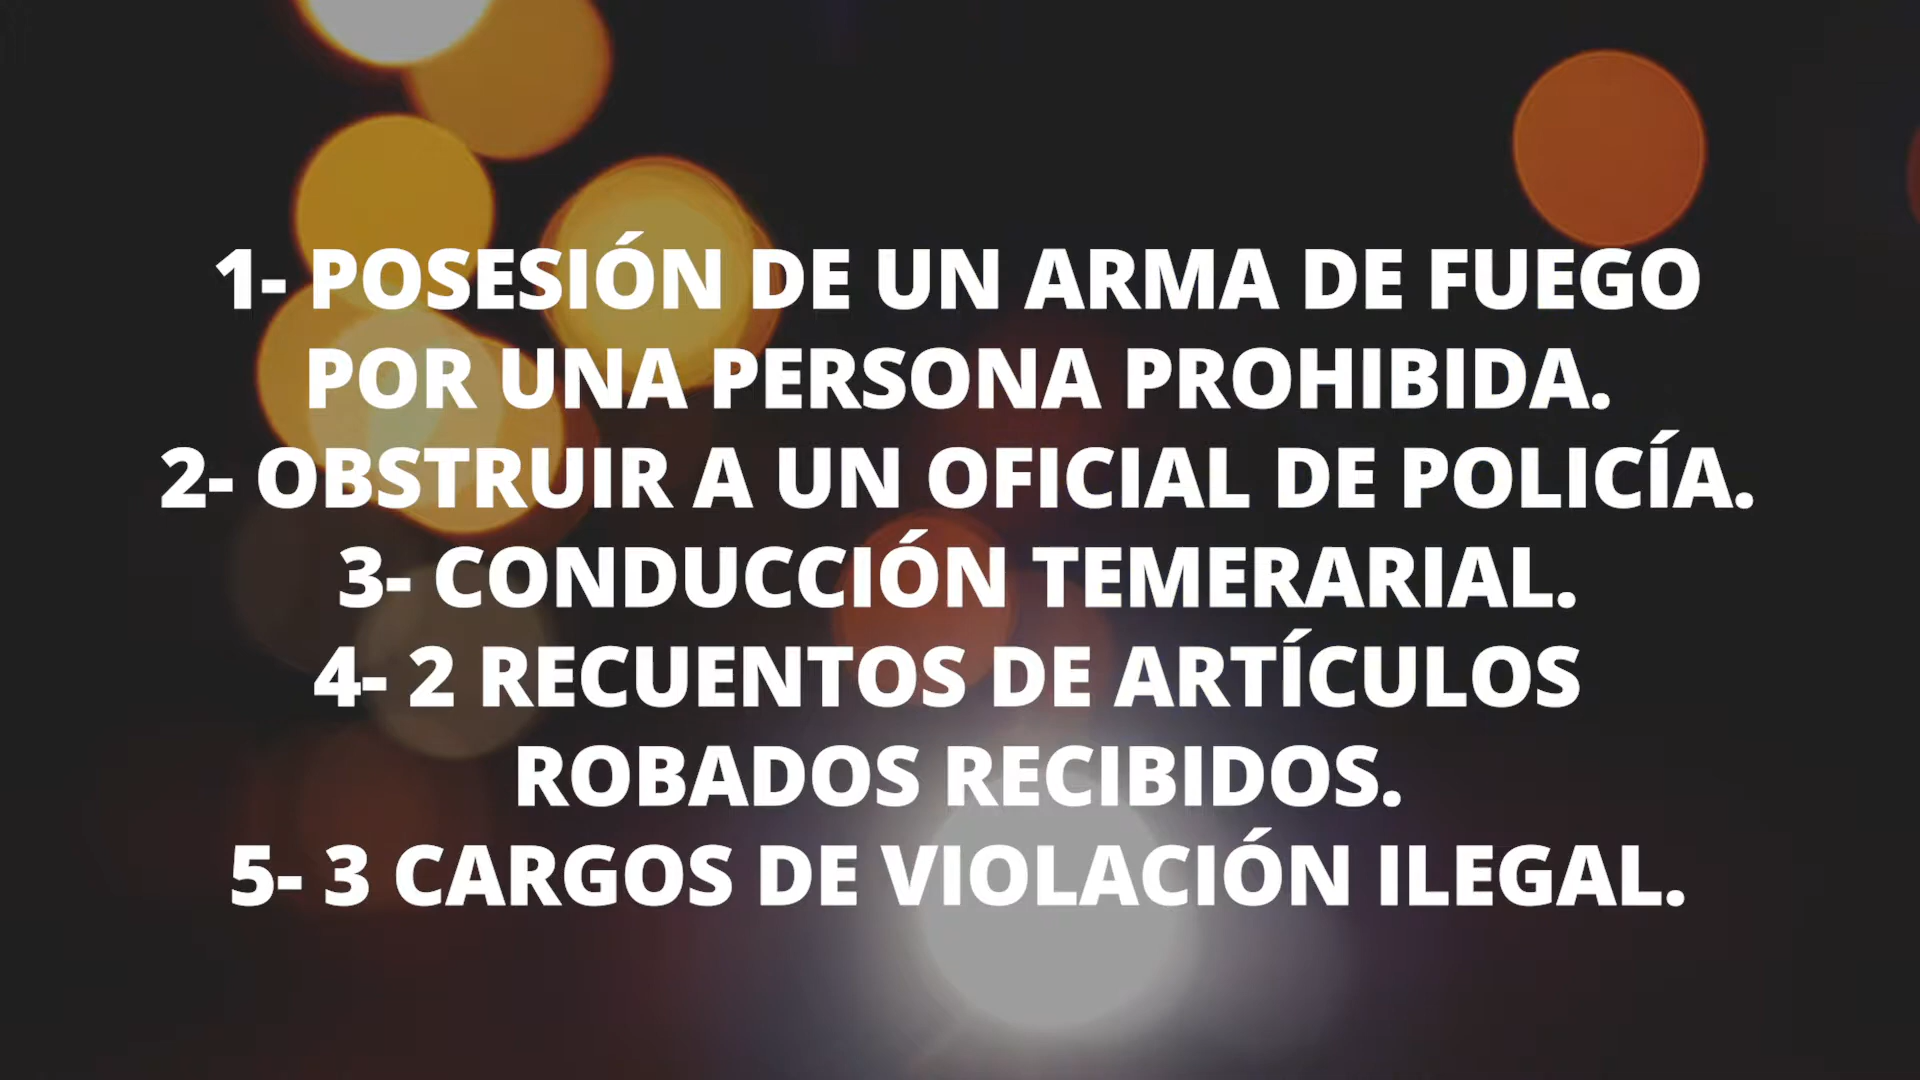 1- POSESIÓN DE UN ARMA DE FUEGO
POR UNA PERSONA PROHIBIDA.
2- OBSTRUIR A UN OFICIAL DE POLICÍA.
3- CONDUCCIÓN TEMERARIAL.
4- 2 RECUENTOS DE ARTÍCULOS
ROBADOS RECIBIDOS.
5- 3 CARGOS DE VIOLACIÓN ILEGAL.